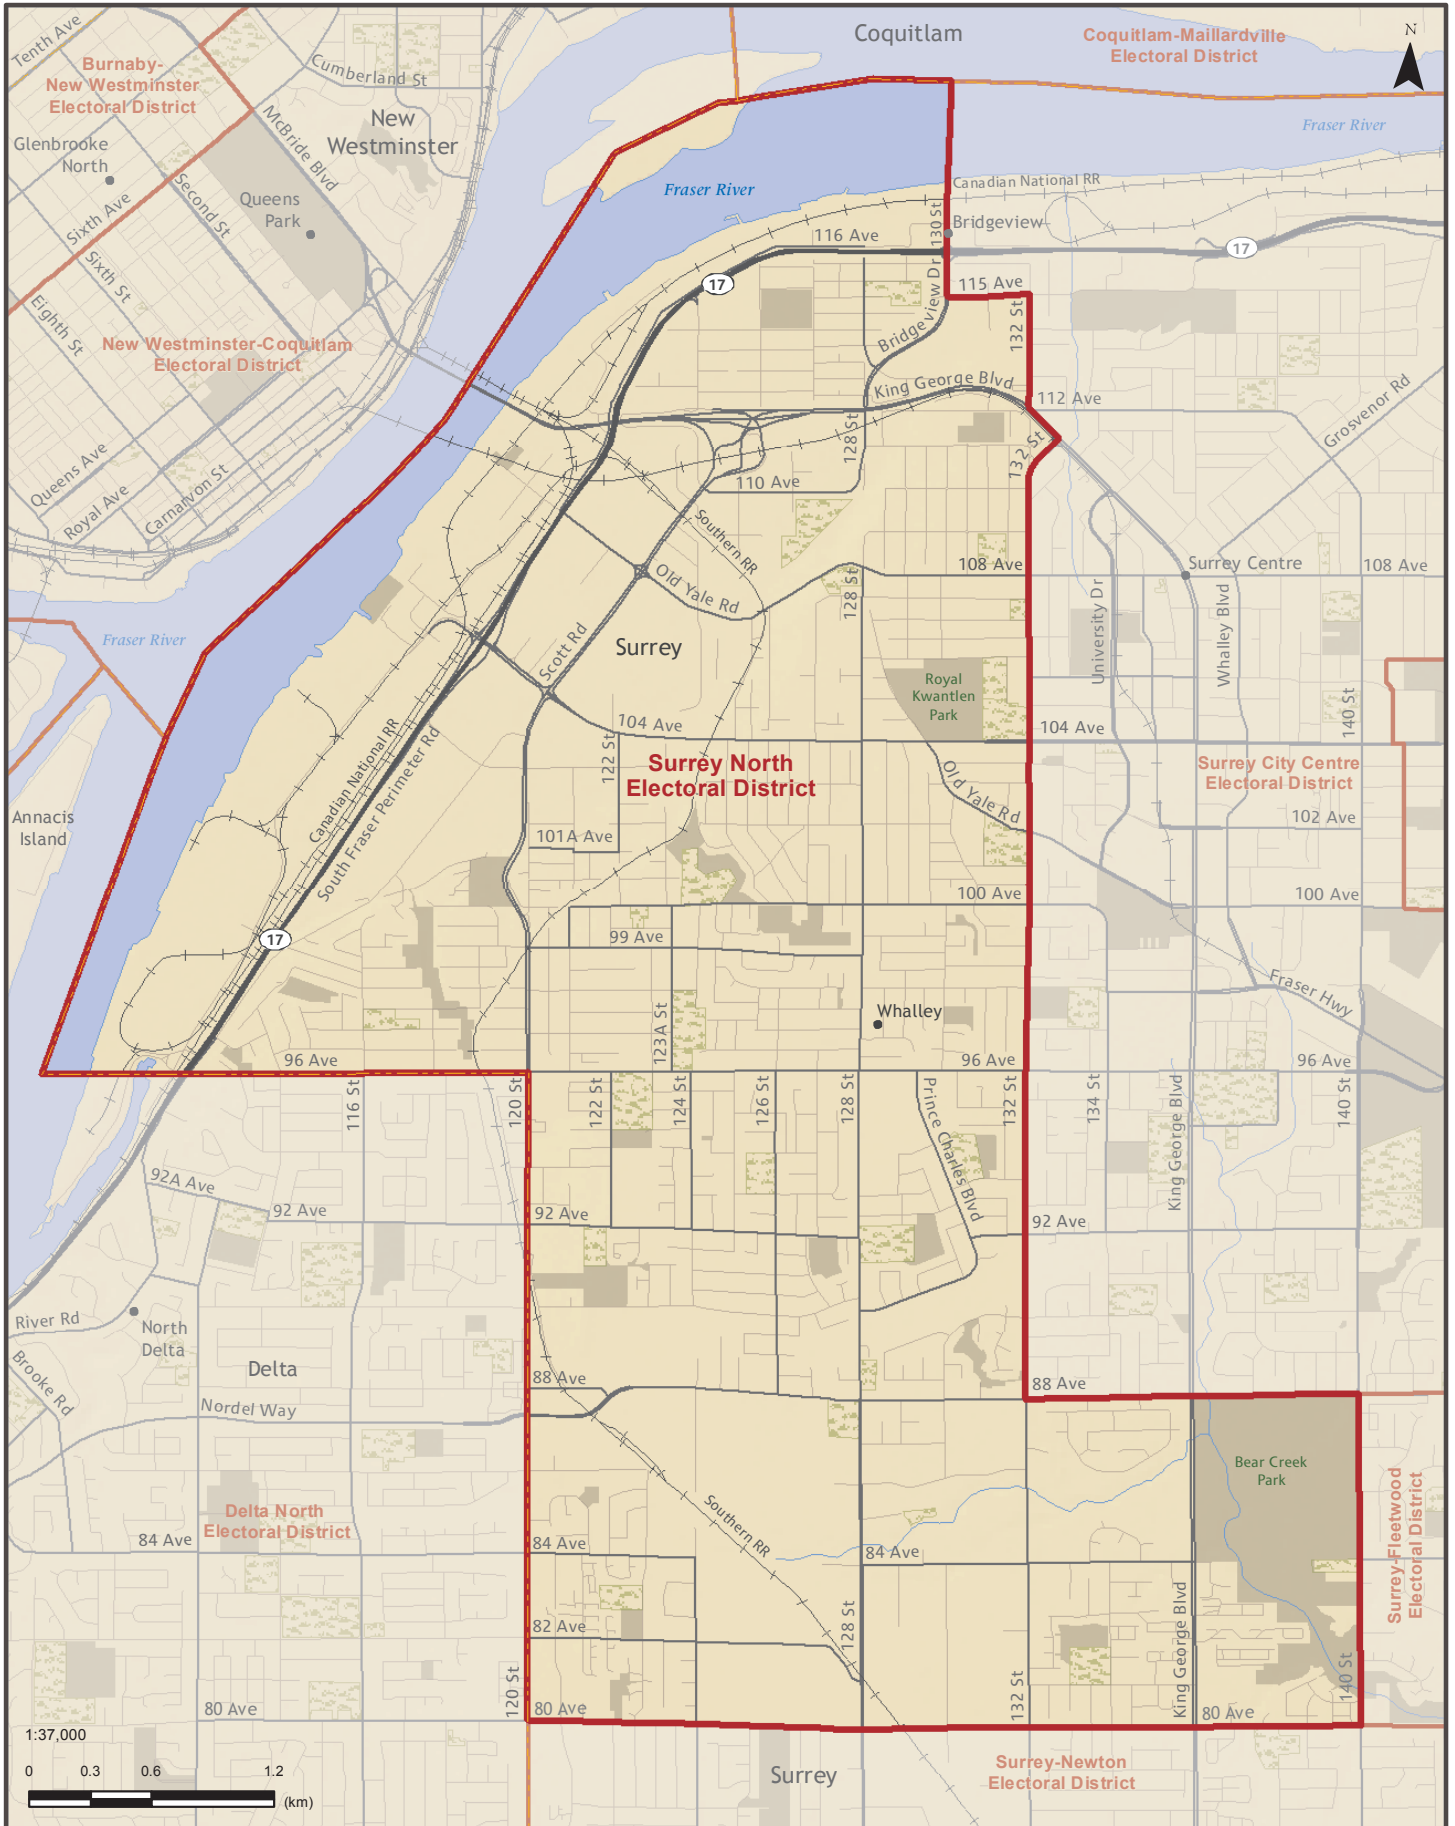 Tenth Ave
Burnaby-
New Westminster
Electoral District
Cumberland St
Coquitlam
Coquitlam-Maillardville
Electoral District
N
McBride Blvd
New
Westminster
Fraser River
Glenbrooke
North
Second St
Queens
Park
Sixth Ave
Sixth St
Eighth St
Fraser River
Canadian National RR
130 St
Bridgeview
116 Ave
17
17
Bridgeview Dr
115 Ave
132 St
New Westminster-Coquitlam
Electoral District
King George Blvd
112 Ave
Grosvenor Rd
128 St
132 St
Queens Ave
Royal Ave
Carnarvon St
110 Ave
Southern RR
108 Ave
Surrey Centre
108 Ave
Old Yale Rd
128 St
University Dr
Whalley Blvd
Fraser River
Scott Rd
Surrey
Royal
Kwantlen
Park
140 St
104 Ave
104 Ave
122 St
Surrey North
Electoral District
Surrey City Centre
Electoral District
Canadian National RR
South Fraser Perimeter Rd
Old Yale Rd
Annacis
Island
101A Ave
102 Ave
100 Ave
100 Ave
17
99 Ave
Fraser Hwy
123A St
Whalley
96 Ave
96 Ave
96 Ave
116 St
120 St
122 St
124 St
126 St
128 St
Prince Charles Blvd
132 St
134 St
King George Blvd
140 St
92A Ave
92 Ave
92 Ave
92 Ave
River Rd
North
Delta
Brooke Rd
Delta
88 Ave
88 Ave
Nordel Way
Bear Creek
Park
Delta North
Electoral District
Southern RR
Surrey-Fleetwood
Electoral District
84 Ave
84 Ave
84 Ave
82 Ave
128 St
King George Blvd
120 St
132 St
140 St
80 Ave
80 Ave
80 Ave
1:37,000
0 0.3 0.6 1.2
(km)
Surrey
Surrey-Newton
Electoral District